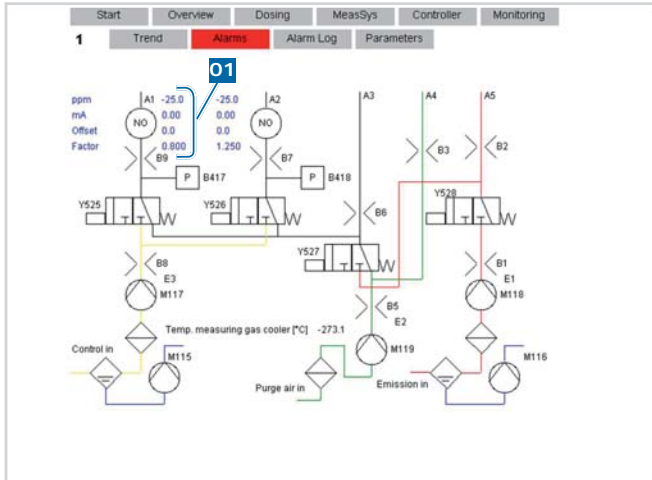 Start Overview Dosing MeasSys Controller Monitoring
1 Trend Alarms Alarm Log Parameters
01
ppm A1 -25.0 -25.0 A2 A3 A4 A5
mA 0.00 0.00
NO NO
Offset 0.0 0.0
Factor 0.800 1.250
B9 B7 B3 B2
P B417 P B418
Y525 Y526 Y528
B6
Y527
B8 B1
E3 E1
M117 M118
B5
E2
Temp. measuring gas cooler [°C] -273.1
Control in M115 M119 M116
Purge air in Emission in